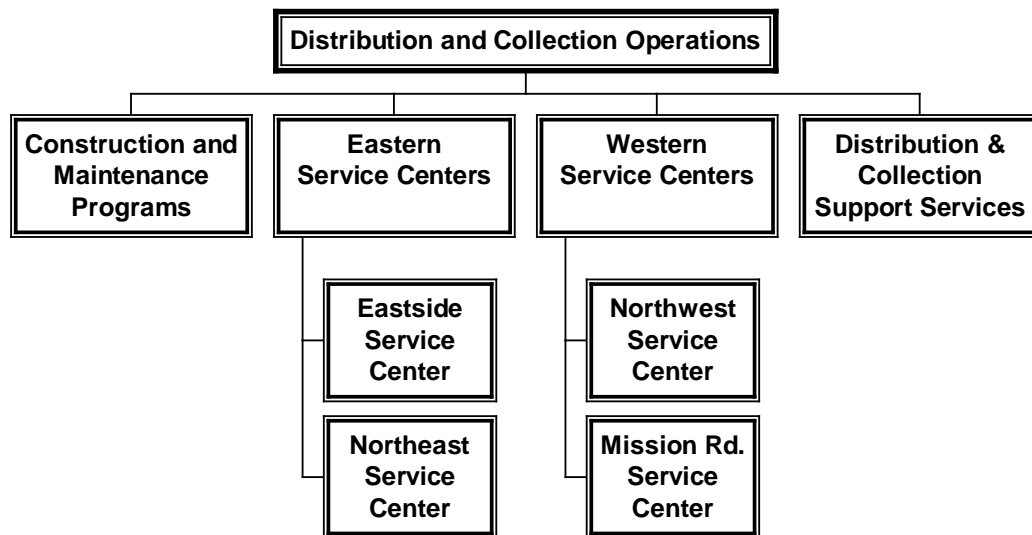 Distribution and Collection Operations
Construction and
Maintenance
Programs
Eastern
Service Centers
Western
Service Centers
Distribution &
Collection
Support Services
Eastside
Service
Center
Northwest
Service
Center
Northeast
Service
Center
Mission Rd.
Service
Center